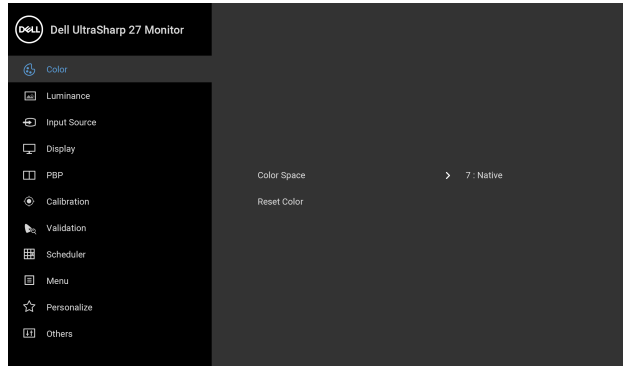 DELL Dell UltraSharp 27 Monitor
Color
Luminance
Input Source
Display
PBP Color Space 7 : Native
Calibration Reset Color
Validation
Scheduler
Menu
Personalize
Others